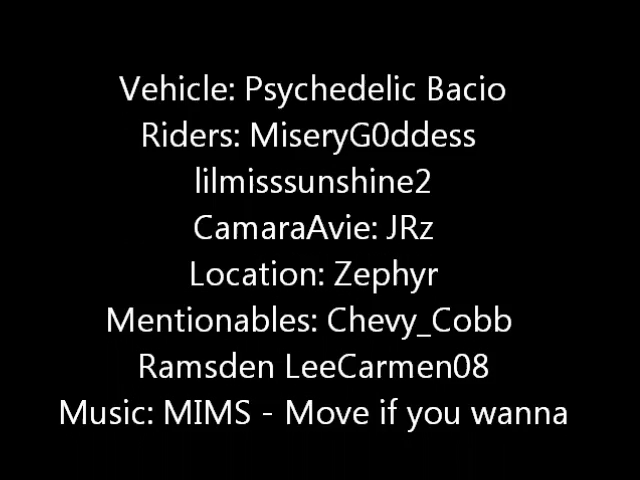 Vehicle: Psychedelic Bacio
Riders: MiseryG0ddess
lilmisssunshine2
CamaraAvie: JRz
Location: Zephyr
Mentionables: Chevy_Cobb
Ramsden LeeCarmen08
Music: MIMS - Move if you wanna